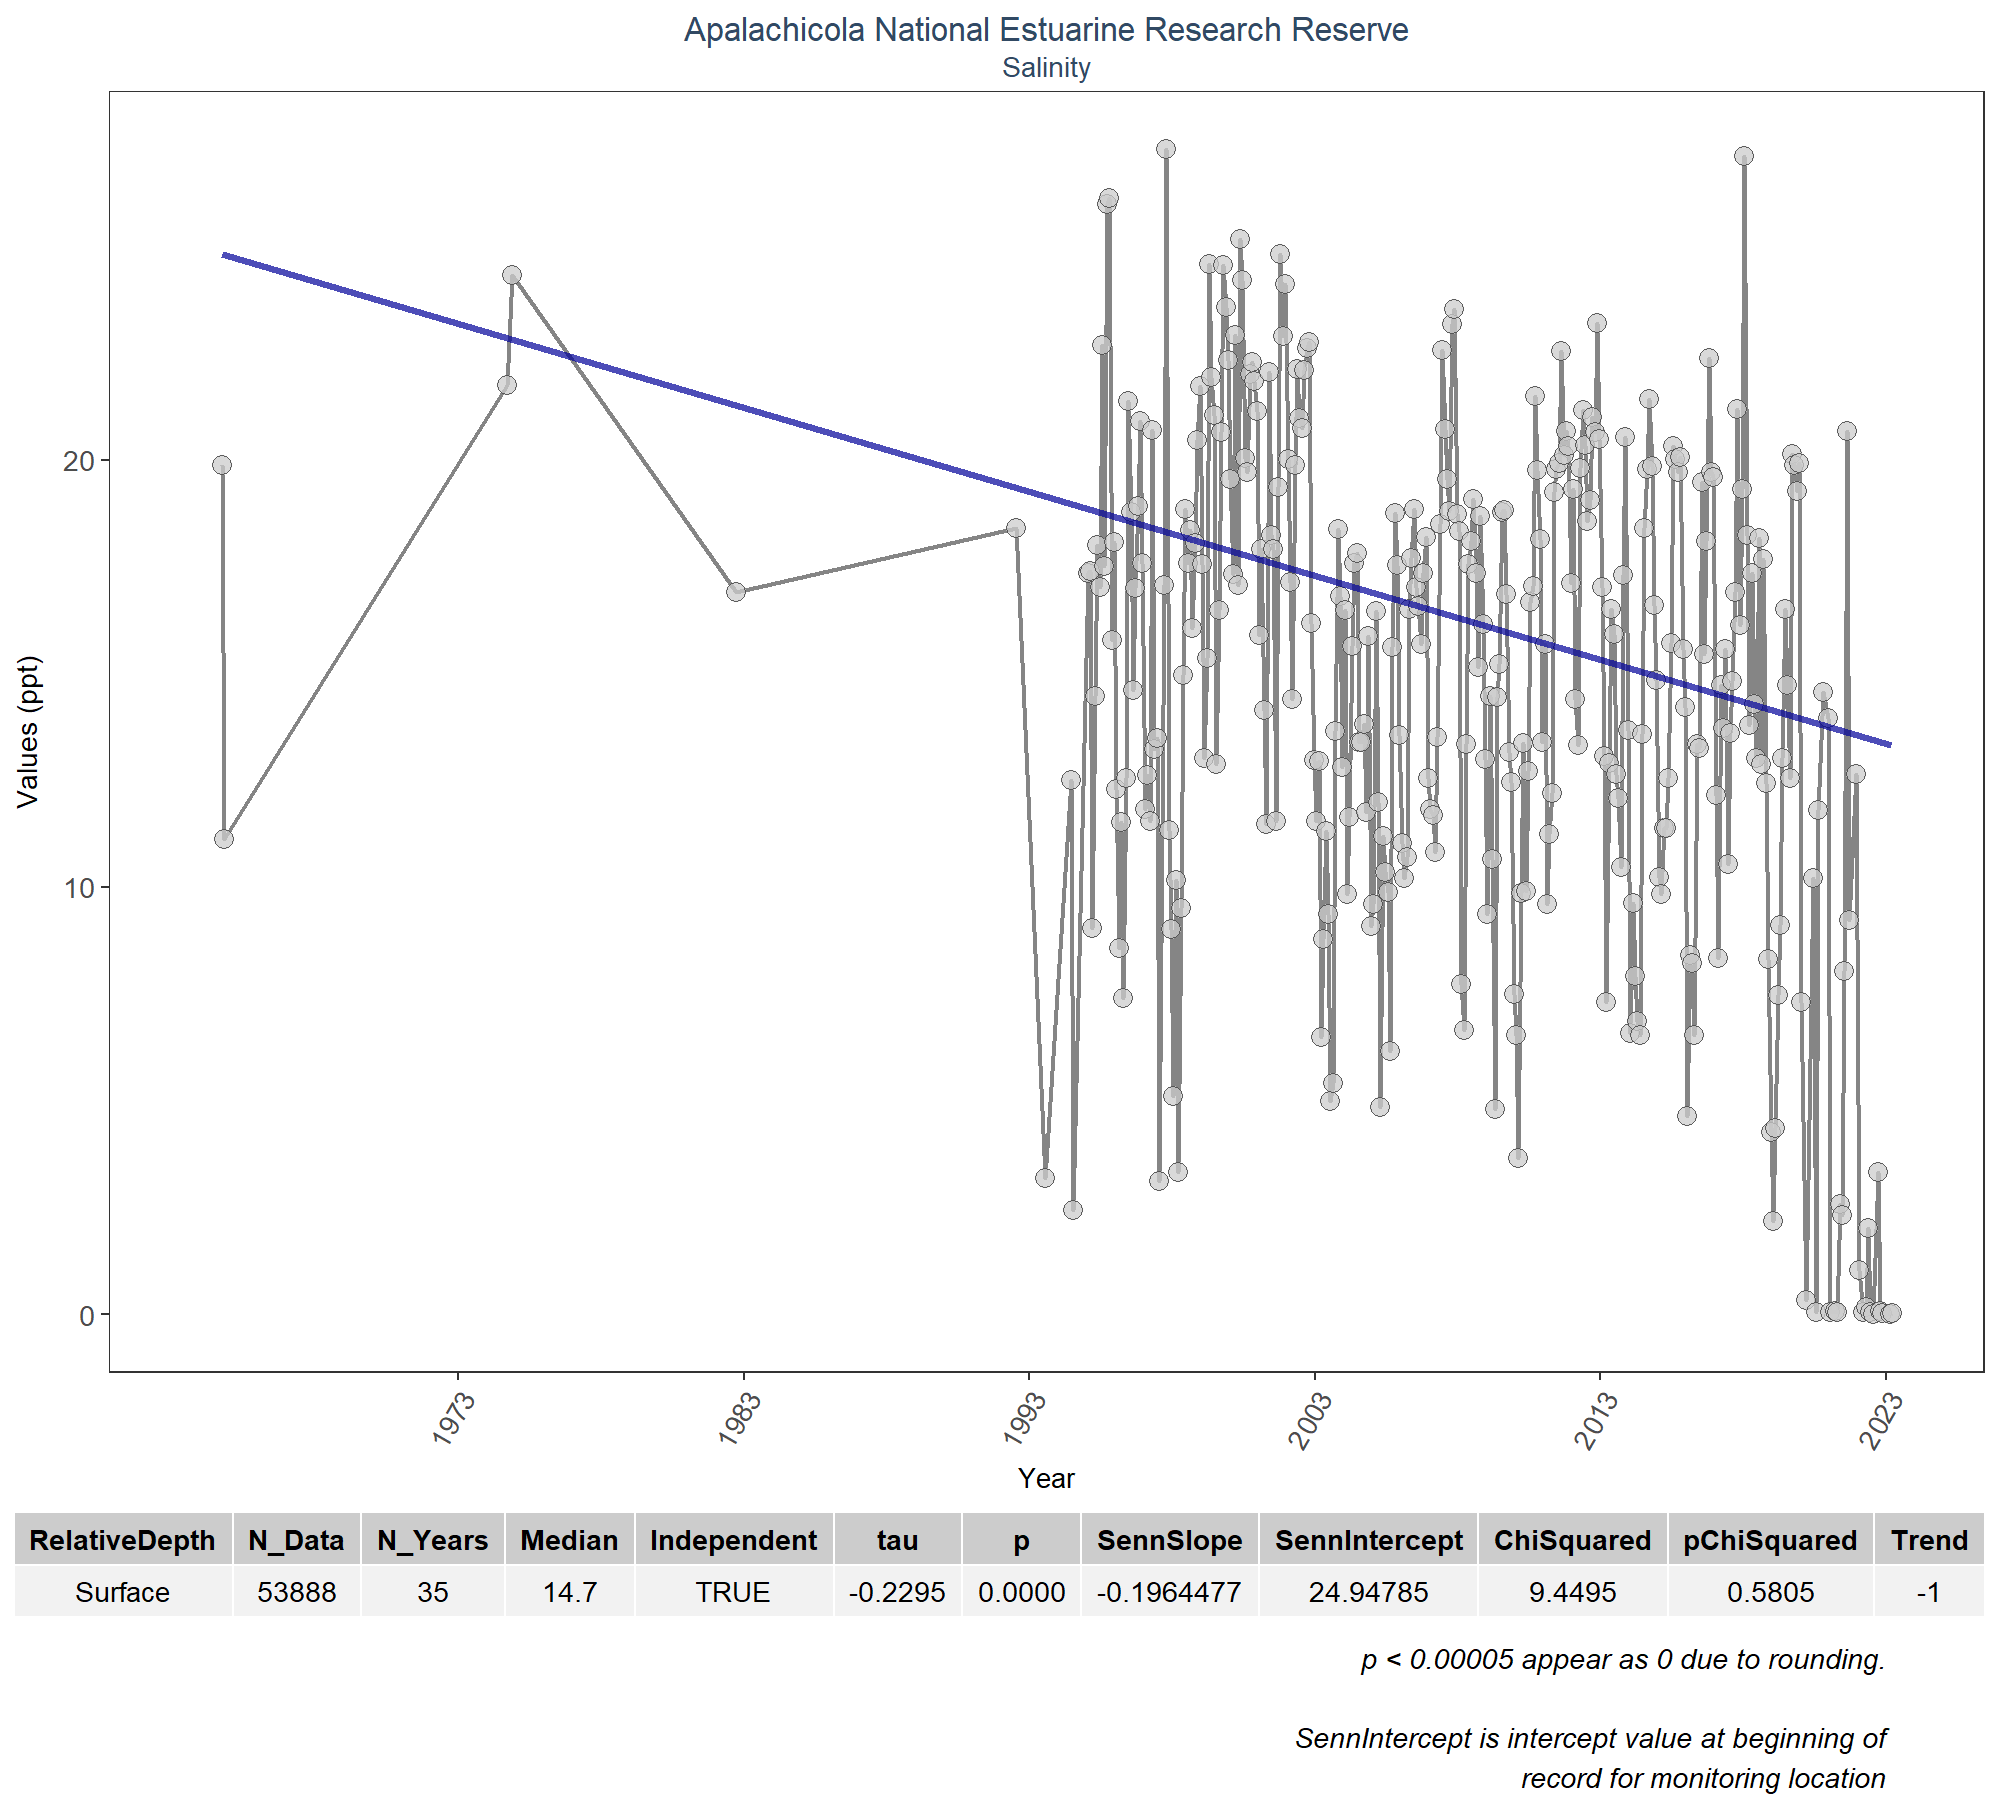 Apalachicola National Estuarine Research Reserve
Salinity
Values (ppt)
20
10
0
1973
1983
1993
2003
2013
2023
Year
RelativeDepth N_Data N_Years Median Independent tau p SennSlope SennIntercept ChiSquared pChiSquared Trend
Surface 53888 35 14.7 TRUE -0.2295 0.0000 -0.1964477 24.94785 9.4495 0.5805 -1
p < 0.00005 appear as 0 due to rounding.
SennIntercept is intercept value at beginning of
record for monitoring location